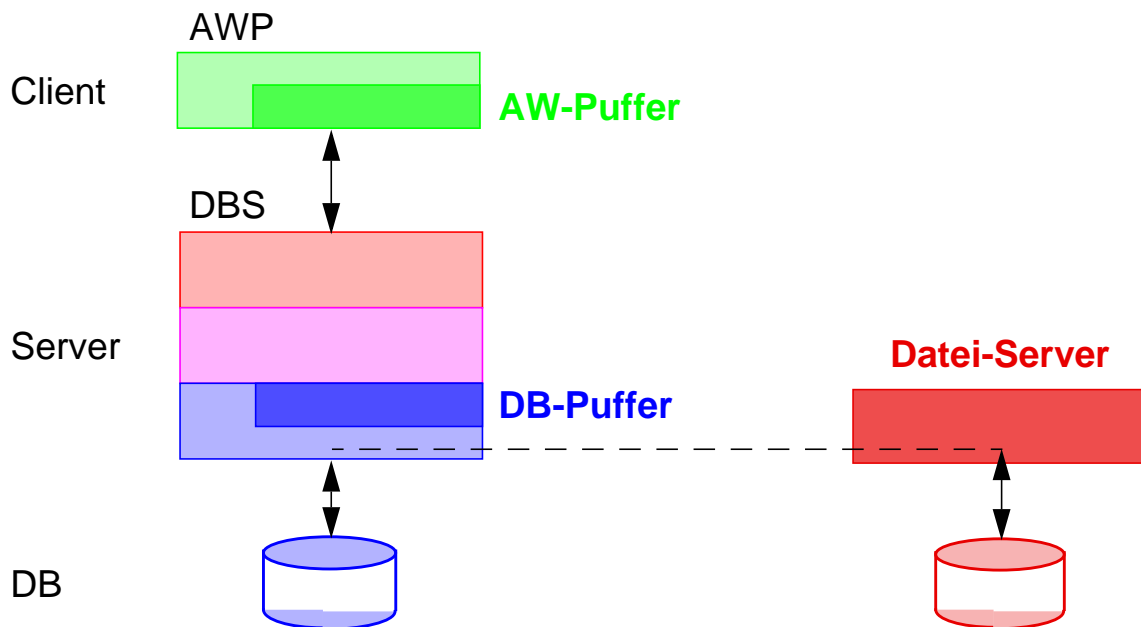 AWP
Client
AW-Puffer
DBS
Server
Datei-Server
DB-Puffer
DB